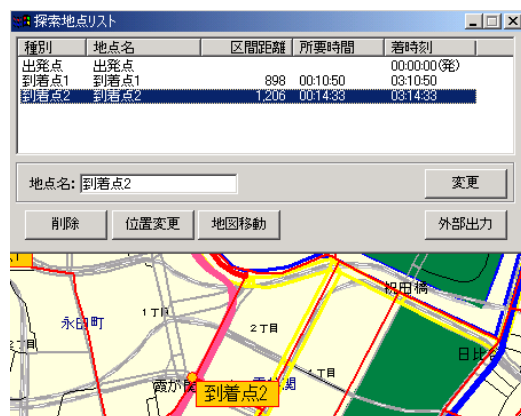 探索地点リスト
種別 地点名 区間距離 所要時間 着時刻
出発点 出発点 00:00:00(発)
到着点1 到着点1 898 00:10:50 03:10:50
到着点2 到着点2 1,206 00:14:33 03:14:33
地点名: 到着点2 変更
削除 位置変更 地図移動 外部出力
祝田橋
1丁目
永田町
2丁目
日比谷
1丁目
霞が関
到着点2